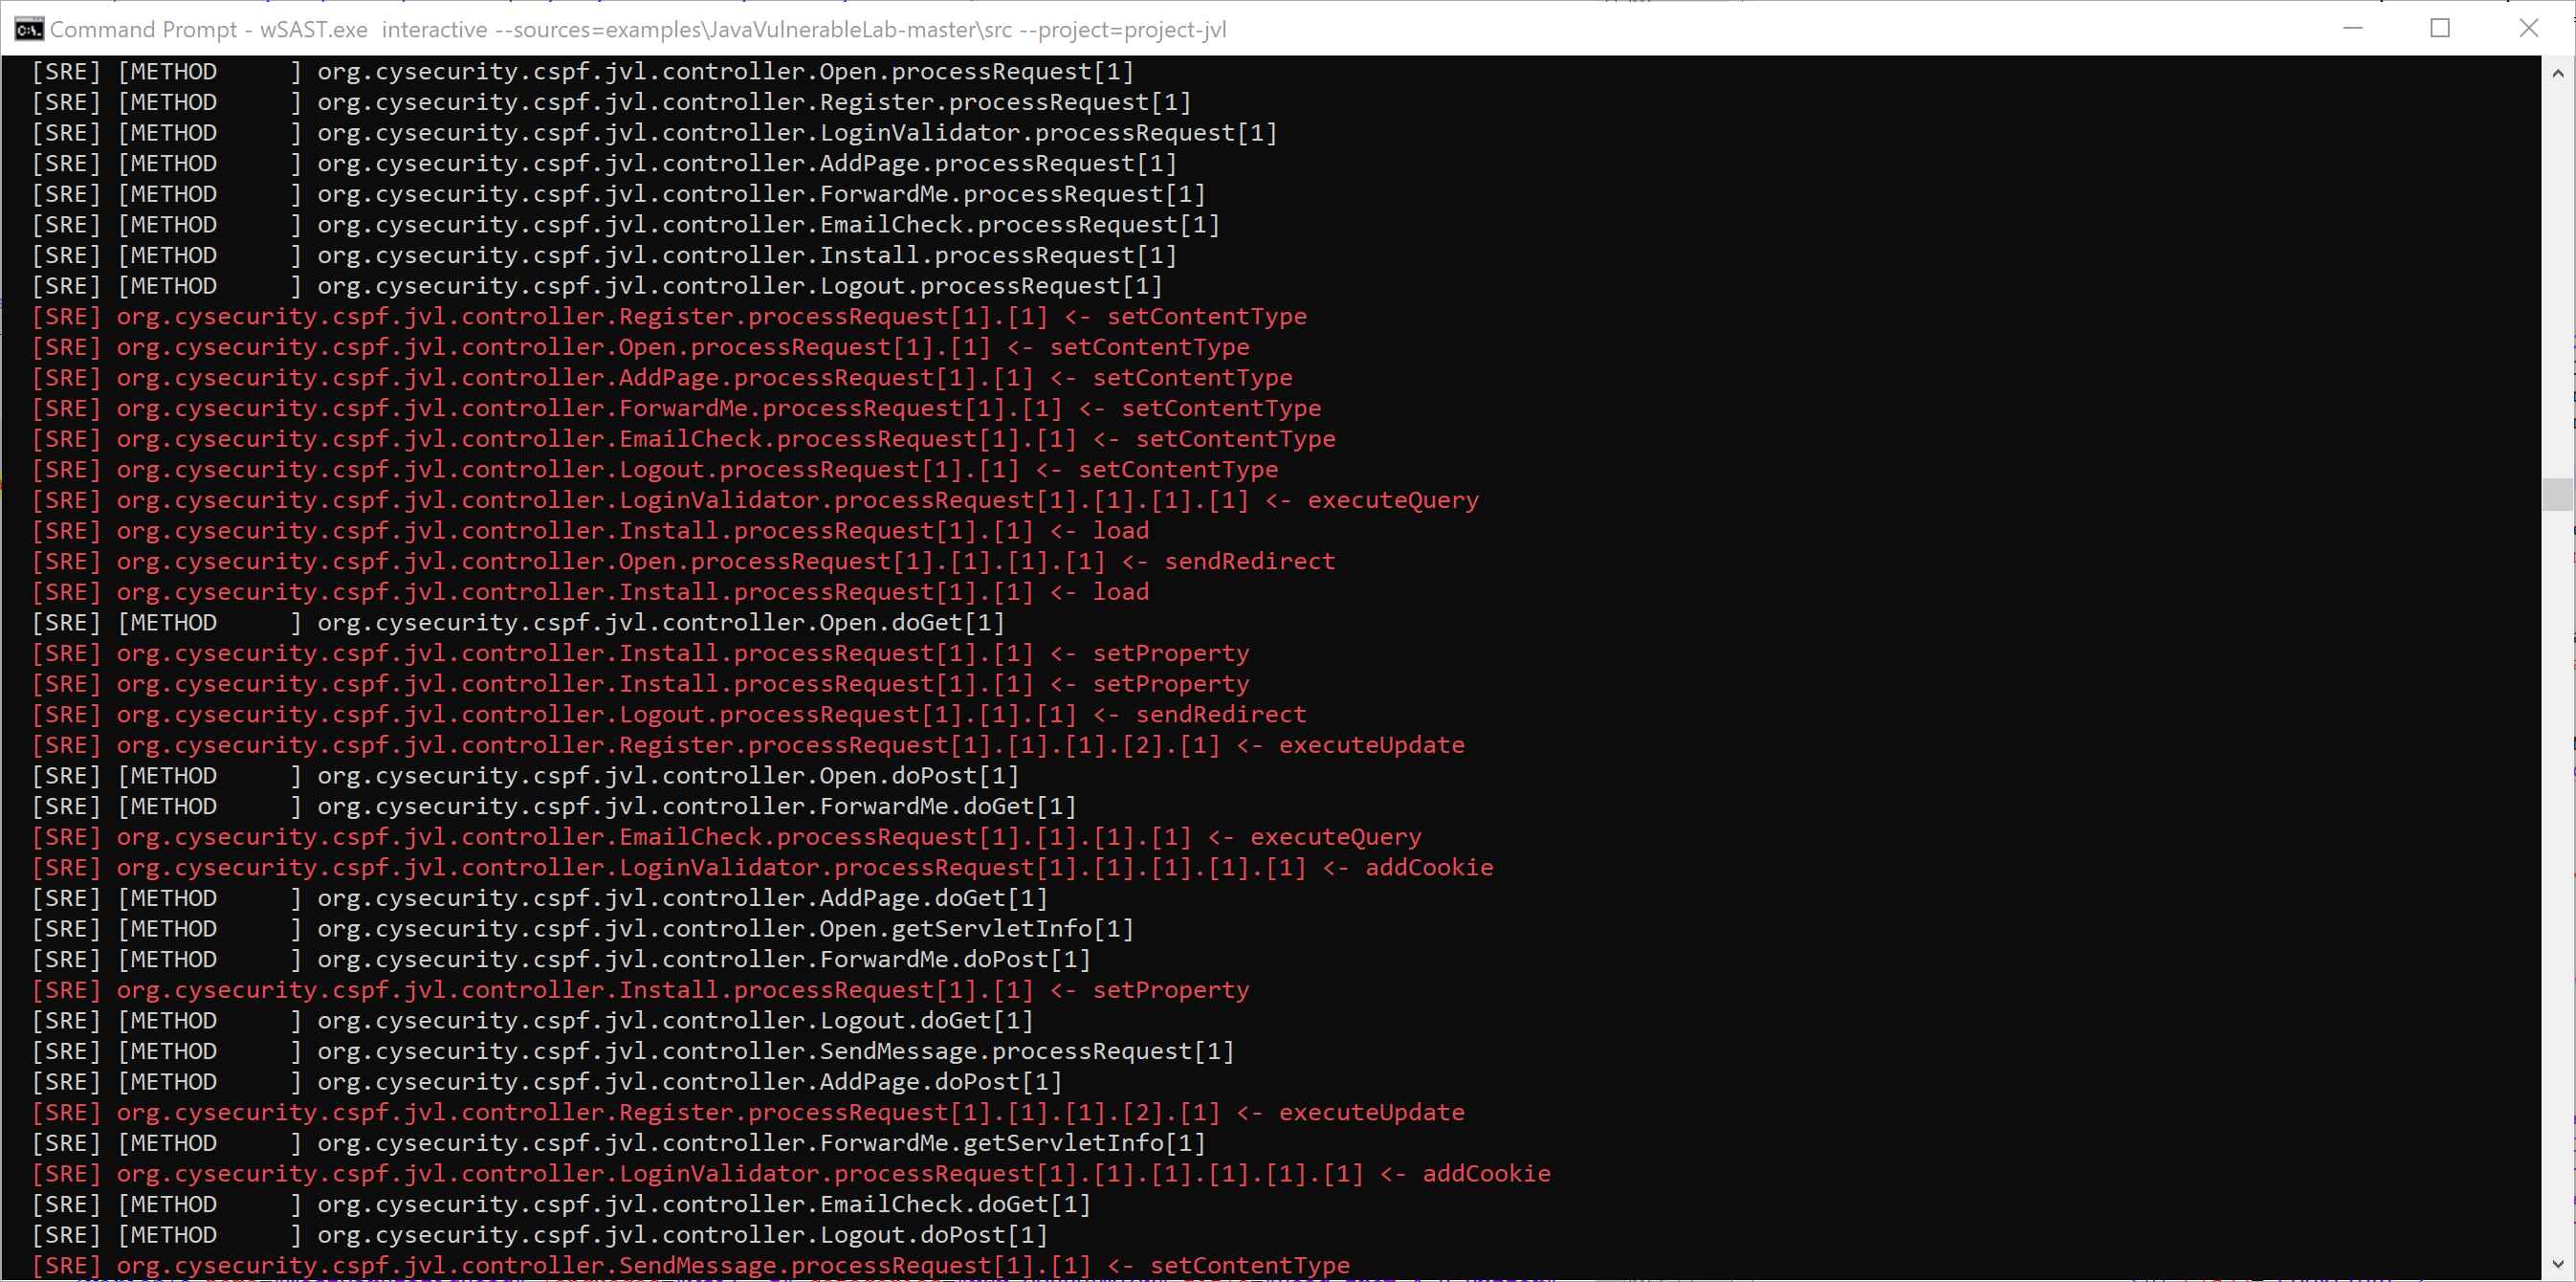 Command Prompt - wSAST.exe  interactive --sources=examples\JavaVulnerableLab-master\src --project=project-jvl
[SRE] [METHOD     ] org.cysecurity.cspf.jvl.controller.Open.processRequest[1]
[SRE] [METHOD     ] org.cysecurity.cspf.jvl.controller.Register.processRequest[1]
[SRE] [METHOD     ] org.cysecurity.cspf.jvl.controller.LoginValidator.processRequest[1]
[SRE] [METHOD     ] org.cysecurity.cspf.jvl.controller.AddPage.processRequest[1]
[SRE] [METHOD     ] org.cysecurity.cspf.jvl.controller.ForwardMe.processRequest[1]
[SRE] [METHOD     ] org.cysecurity.cspf.jvl.controller.EmailCheck.processRequest[1]
[SRE] [METHOD     ] org.cysecurity.cspf.jvl.controller.Install.processRequest[1]
[SRE] [METHOD     ] org.cysecurity.cspf.jvl.controller.Logout.processRequest[1]
[SRE] org.cysecurity.cspf.jvl.controller.Register.processRequest[1].[1] <- setContentType
[SRE] org.cysecurity.cspf.jvl.controller.Open.processRequest[1].[1] <- setContentType
[SRE] org.cysecurity.cspf.jvl.controller.AddPage.processRequest[1].[1] <- setContentType
[SRE] org.cysecurity.cspf.jvl.controller.ForwardMe.processRequest[1].[1] <- setContentType
[SRE] org.cysecurity.cspf.jvl.controller.EmailCheck.processRequest[1].[1] <- setContentType
[SRE] org.cysecurity.cspf.jvl.controller.Logout.processRequest[1].[1] <- setContentType
[SRE] org.cysecurity.cspf.jvl.controller.LoginValidator.processRequest[1].[1].[1].[1] <- executeQuery
[SRE] org.cysecurity.cspf.jvl.controller.Install.processRequest[1].[1] <- load
[SRE] org.cysecurity.cspf.jvl.controller.Open.processRequest[1].[1].[1].[1] <- sendRedirect
[SRE] org.cysecurity.cspf.jvl.controller.Install.processRequest[1].[1] <- load
[SRE] [METHOD     ] org.cysecurity.cspf.jvl.controller.Open.doGet[1]
[SRE] org.cysecurity.cspf.jvl.controller.Install.processRequest[1].[1] <- setProperty
[SRE] org.cysecurity.cspf.jvl.controller.Install.processRequest[1].[1] <- setProperty
[SRE] org.cysecurity.cspf.jvl.controller.Logout.processRequest[1].[1].[1] <- sendRedirect
[SRE] org.cysecurity.cspf.jvl.controller.Register.processRequest[1].[1].[1].[2].[1] <- executeUpdate
[SRE] [METHOD     ] org.cysecurity.cspf.jvl.controller.Open.doPost[1]
[SRE] [METHOD     ] org.cysecurity.cspf.jvl.controller.ForwardMe.doGet[1]
[SRE] org.cysecurity.cspf.jvl.controller.EmailCheck.processRequest[1].[1].[1].[1] <- executeQuery
[SRE] org.cysecurity.cspf.jvl.controller.LoginValidator.processRequest[1].[1].[1].[1].[1] <- addCookie
[SRE] [METHOD     ] org.cysecurity.cspf.jvl.controller.AddPage.doGet[1]
[SRE] [METHOD     ] org.cysecurity.cspf.jvl.controller.Open.getServletInfo[1]
[SRE] [METHOD     ] org.cysecurity.cspf.jvl.controller.ForwardMe.doPost[1]
[SRE] org.cysecurity.cspf.jvl.controller.Install.processRequest[1].[1] <- setProperty
[SRE] [METHOD     ] org.cysecurity.cspf.jvl.controller.Logout.doGet[1]
[SRE] [METHOD     ] org.cysecurity.cspf.jvl.controller.SendMessage.processRequest[1]
[SRE] [METHOD     ] org.cysecurity.cspf.jvl.controller.AddPage.doPost[1]
[SRE] org.cysecurity.cspf.jvl.controller.Register.processRequest[1].[1].[1].[2].[1] <- executeUpdate
[SRE] [METHOD     ] org.cysecurity.cspf.jvl.controller.ForwardMe.getServletInfo[1]
[SRE] org.cysecurity.cspf.jvl.controller.LoginValidator.processRequest[1].[1].[1].[1].[1].[1] <- addCookie
[SRE] [METHOD     ] org.cysecurity.cspf.jvl.controller.EmailCheck.doGet[1]
[SRE] [METHOD     ] org.cysecurity.cspf.jvl.controller.Logout.doPost[1]
[SRE] org.cysecurity.cspf.jvl.controller.SendMessage.processRequest[1].[1] <- setContentType